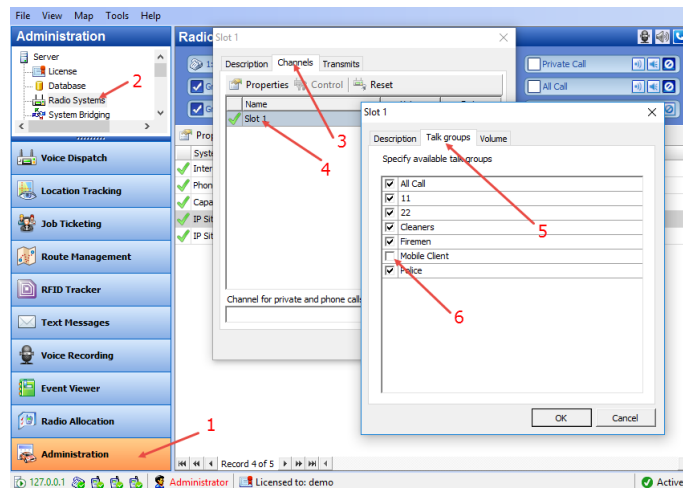 File View Map Tools Help
Administration
Server
License
Database
Radio Systems
System Bridging
Voice Dispatch
Location Tracking
Job Ticketing
Route Management
RFID Tracker
Text Messages
Voice Recording
Event Viewer
Radio Allocation
Administration
1
2
Slot 1
Description Channels Transmits
Properties Control Reset
Name
Slot 1
3
4
Channel for private and phone calls
Private Call
All Call
Slot 1
Description Talk groups Volume
Specify available talk groups
All Call
11
22
Cleaners
Firemen
Mobile Client
Police
5
6
OK Cancel
Record 4 of 5
127.0.0.1 Administrator Licensed to: demo Active